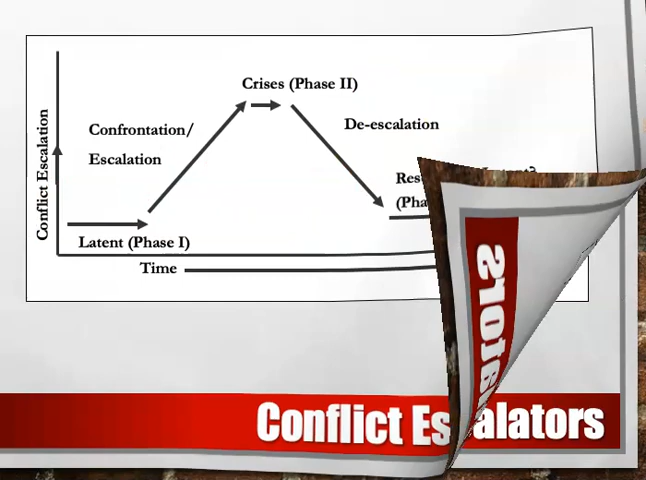 Crises (Phase II)
Confrontation/
Escalation
De-escalation
Conflict Escalation
Latent (Phase I)
Time
Conflict Es alators